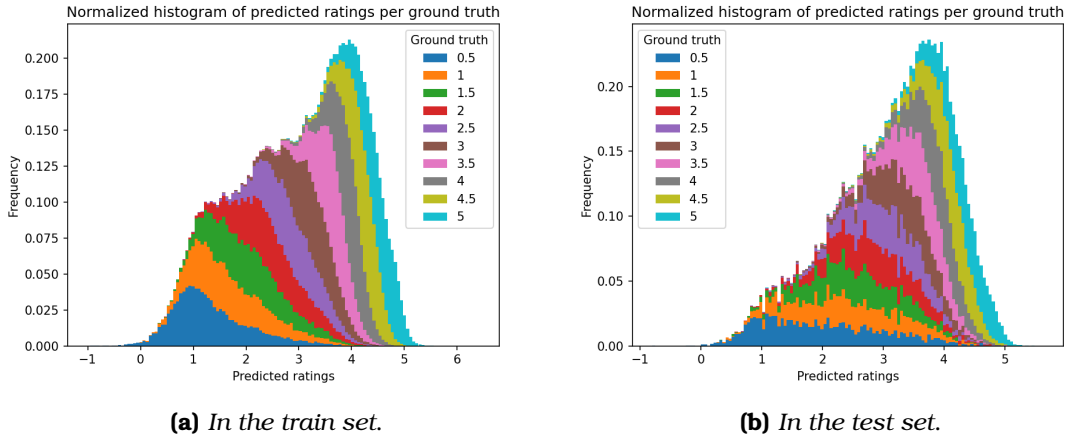 Normalized histogram of predicted ratings per ground truth
Frequency
0.200
0.175
0.150
0.125
0.100
0.075
0.050
0.025
0.000
Ground truth
0.5
1
1.5
2
2.5
3
3.5
4
4.5
5
−1 0 1 2 3 4 5 6
Predicted ratings
(a) In the train set.
Normalized histogram of predicted ratings per ground truth
Frequency
0.20
0.15
0.10
0.05
0.00
Ground truth
0.5
1
1.5
2
2.5
3
3.5
4
4.5
5
−1 0 1 2 3 4 5
Predicted ratings
(b) In the test set.